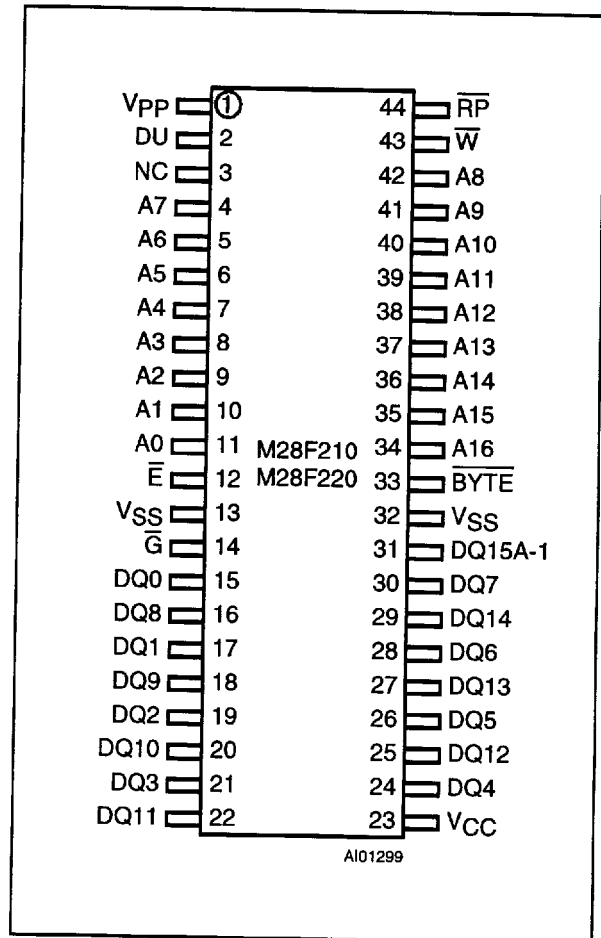 VPP 1 44 R̅P̅
DU 2 43 W̅
NC 3 42 A8
A7 4 41 A9
A6 5 40 A10
A5 6 39 A11
A4 7 38 A12
A3 8 37 A13
A2 9 36 A14
A1 10 35 A15
A0 11 M28F210 34 A16
E̅ 12 M28F220 33 B̅Y̅T̅E̅
VSS 13 32 VSS
G̅ 14 31 DQ15A-1
DQ0 15 30 DQ7
DQ8 16 29 DQ14
DQ1 17 28 DQ6
DQ9 18 27 DQ13
DQ2 19 26 DQ5
DQ10 20 25 DQ12
DQ3 21 24 DQ4
DQ11 22 23 VCC
AI01299